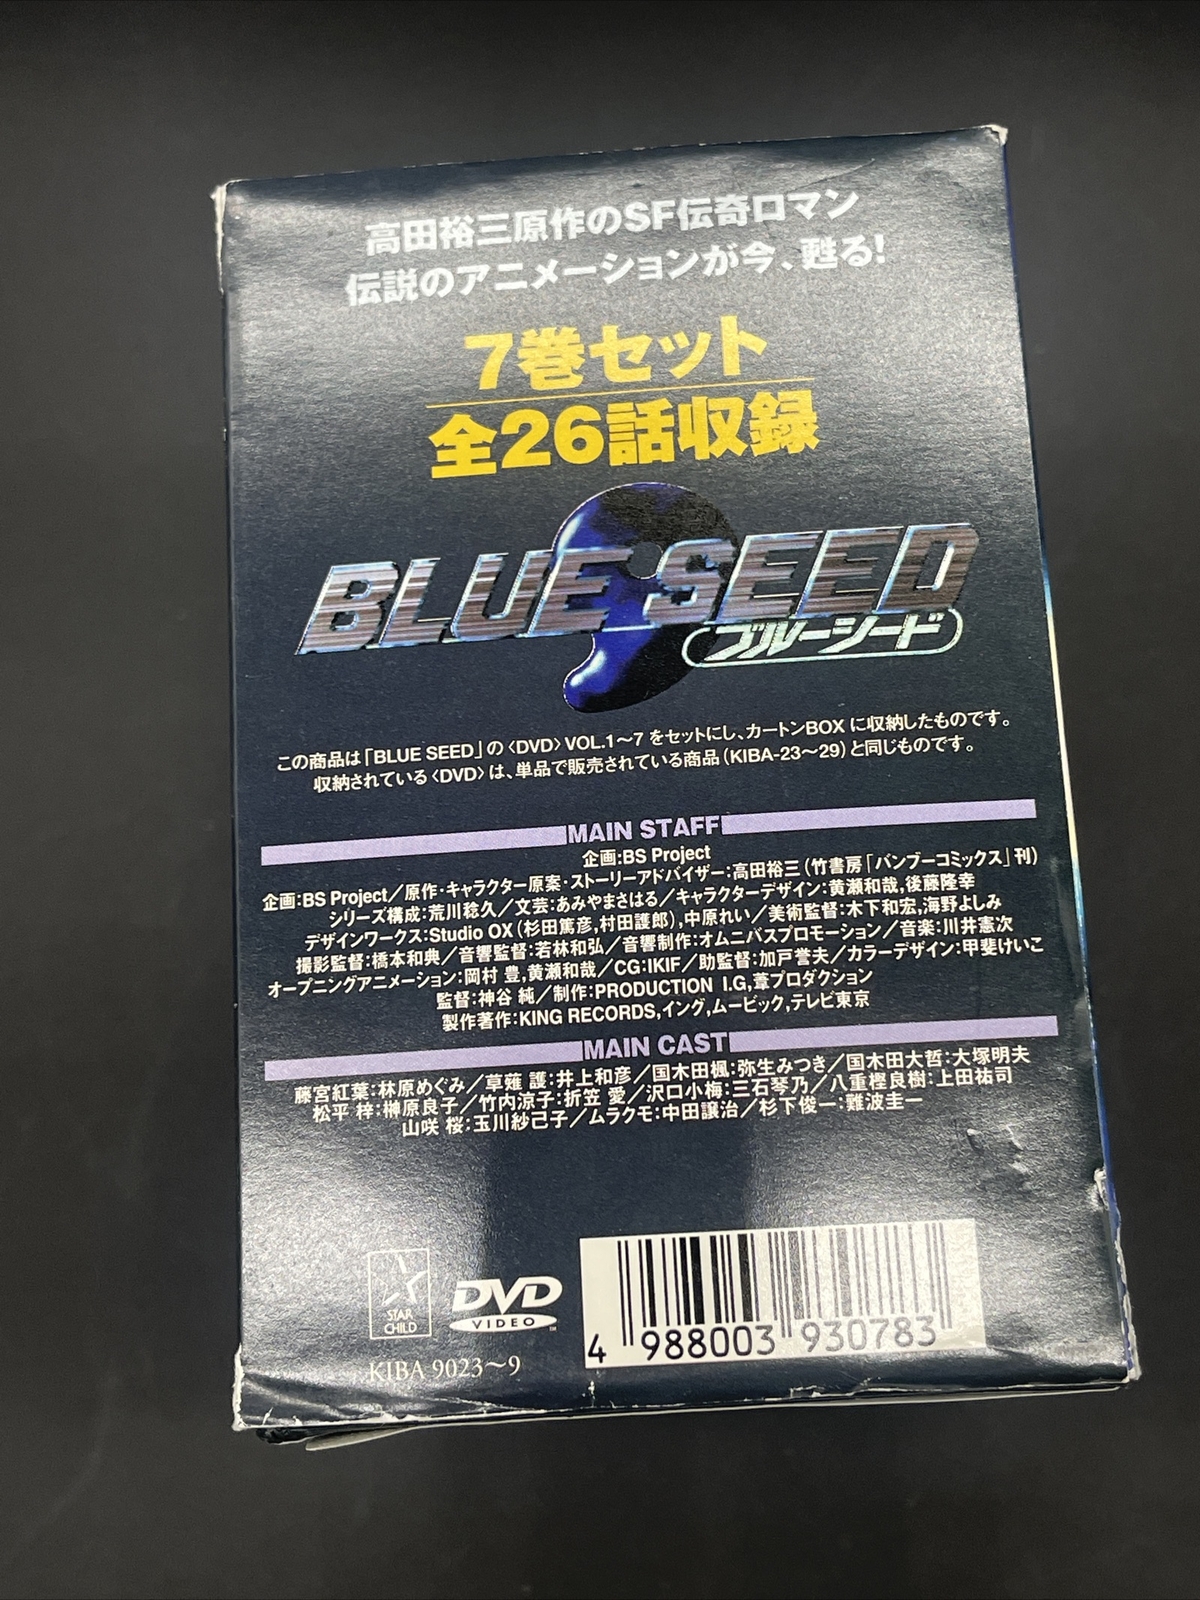 高田裕三原作のSF伝奇ロマン
伝説のアニメーションが今、甦る!
7巻セット
全26話収録
BLUE SEED
ブルーシード
この商品は「BLUE SEED」の〈DVD〉VOL.1〜7 をセットにし、カートンBOX に収納したものです。
収納されている〈DVD〉は、単品で販売されている商品(KIBA-23〜29)と同じものです。
MAIN STAFF
企画:BS Project
企画:BS Project/原作・キャラクター原案・ストーリーアドバイザー:高田裕三(竹書房「バンブーコミックス」刊)
シリーズ構成:荒川稔久/文芸:あみやまさはる/キャラクターデザイン:黄瀬和哉,後藤隆幸
デザインワークス:Studio OX(杉田篤彦,村田護郎),中原れい/美術監督:木下和宏,海野よしみ
撮影監督:橋本和典/音響監督:若林和弘/音響制作:オムニバスプロモーション/音楽:川井憲次
オープニングアニメーション:岡村 豊,黄瀬和哉/CG:IKIF/助監督:加戸誉夫/カラーデザイン:甲斐けいこ
監督:神谷 純/制作:PRODUCTION I.G,葦プロダクション
製作著作:KING RECORDS,イング,ムービック,テレビ東京
MAIN CAST
藤宮紅葉:林原めぐみ/草薙 護:井上和彦/国木田楓:弥生みつき/国木田大哲:大塚明夫
松平 梓:榊原良子/竹内涼子:折笠 愛/沢口小梅:三石琴乃/八重樫良樹:上田祐司
山咲 桜:玉川紗己子/ムラクモ:中田譲治/杉下俊一:難波圭一
STAR CHILD
DVD VIDEO TM
KIBA 9023〜9
4 988003 930783